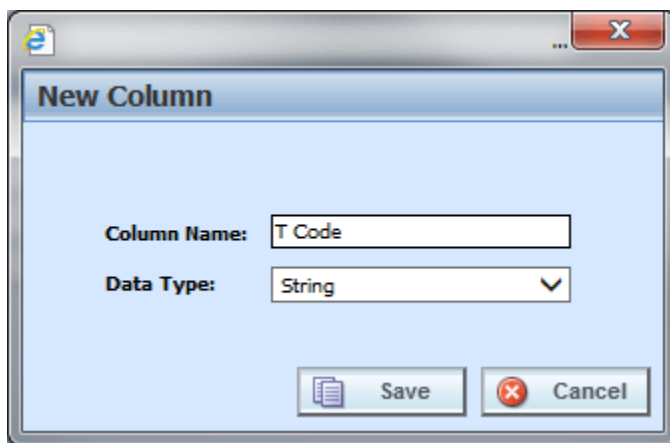 ...
New Column
Column Name: T Code
Data Type: String
Save Cancel